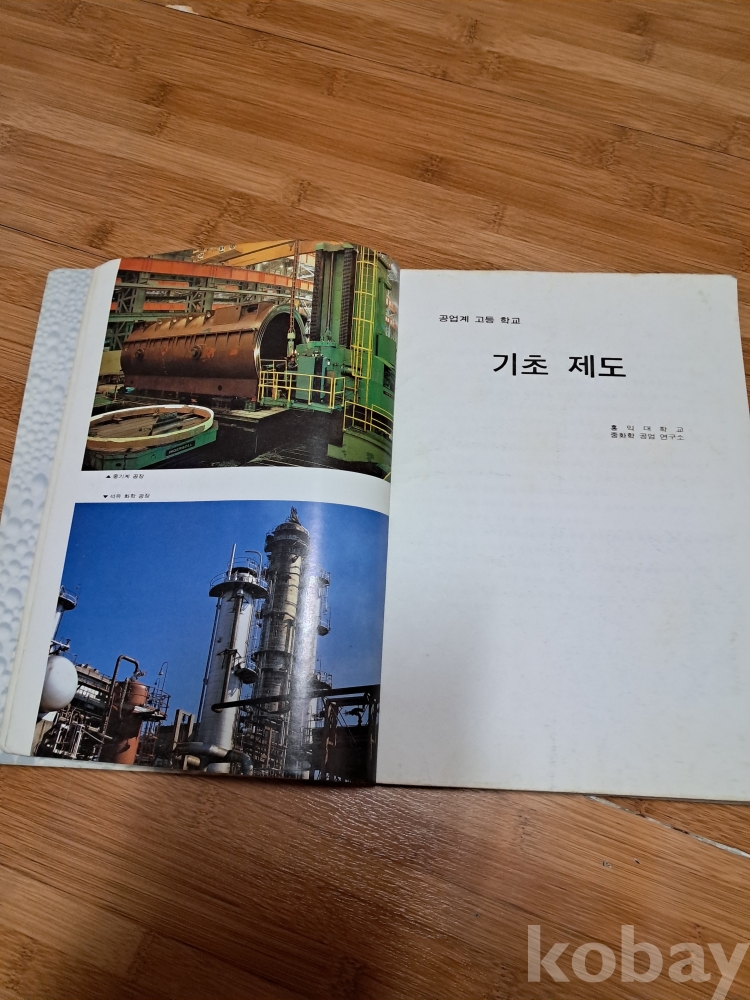 ▲중기계 공장
▼석유 화학 공장
공업계 고등 학교
기초 제도
홍익대학교
중화학 공업 연구소
kobay